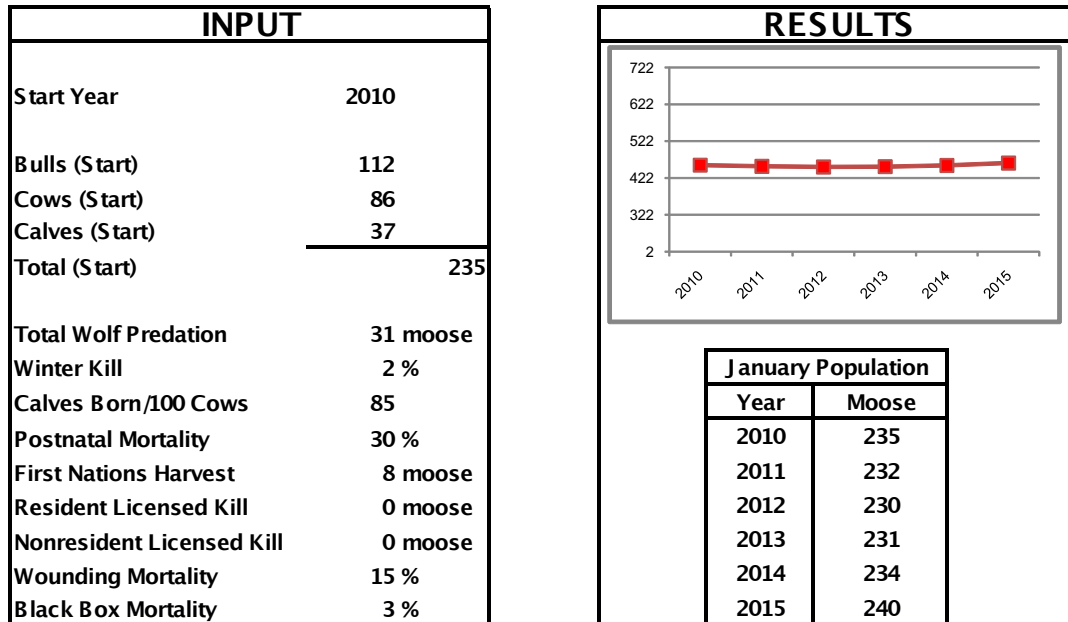 INPUT
Start Year 2010
Bulls (Start) 112
Cows (Start) 86
Calves (Start) 37
Total (Start) 235
Total Wolf Predation 31 moose
Winter Kill 2 %
Calves Born/100 Cows 85
Postnatal Mortality 30 %
First Nations Harvest 8 moose
Resident Licensed Kill 0 moose
Nonresident Licensed Kill 0 moose
Wounding Mortality 15 %
Black Box Mortality 3 %
RESULTS
722
622
522
422
322
2
2010 2011 2012 2013 2014 2015
January Population
Year Moose
2010 235
2011 232
2012 230
2013 231
2014 234
2015 240